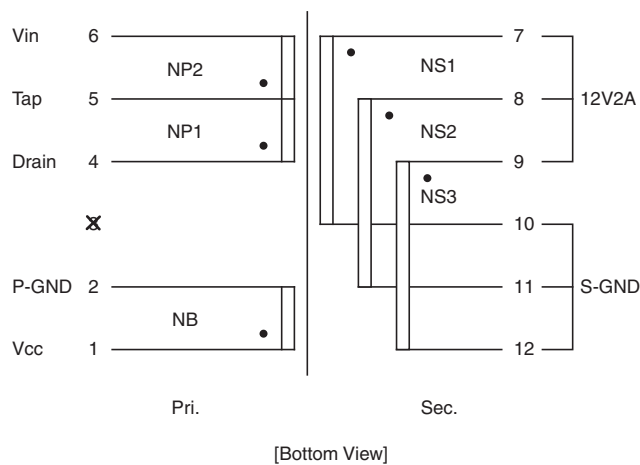 Vin 6
NP2
Tap 5
NP1
Drain 4
3
P-GND 2
NB
Vcc 1
Pri.
7
NS1
8 12V2A
NS2
9
NS3
10
11 S-GND
12
Sec.
[Bottom View]